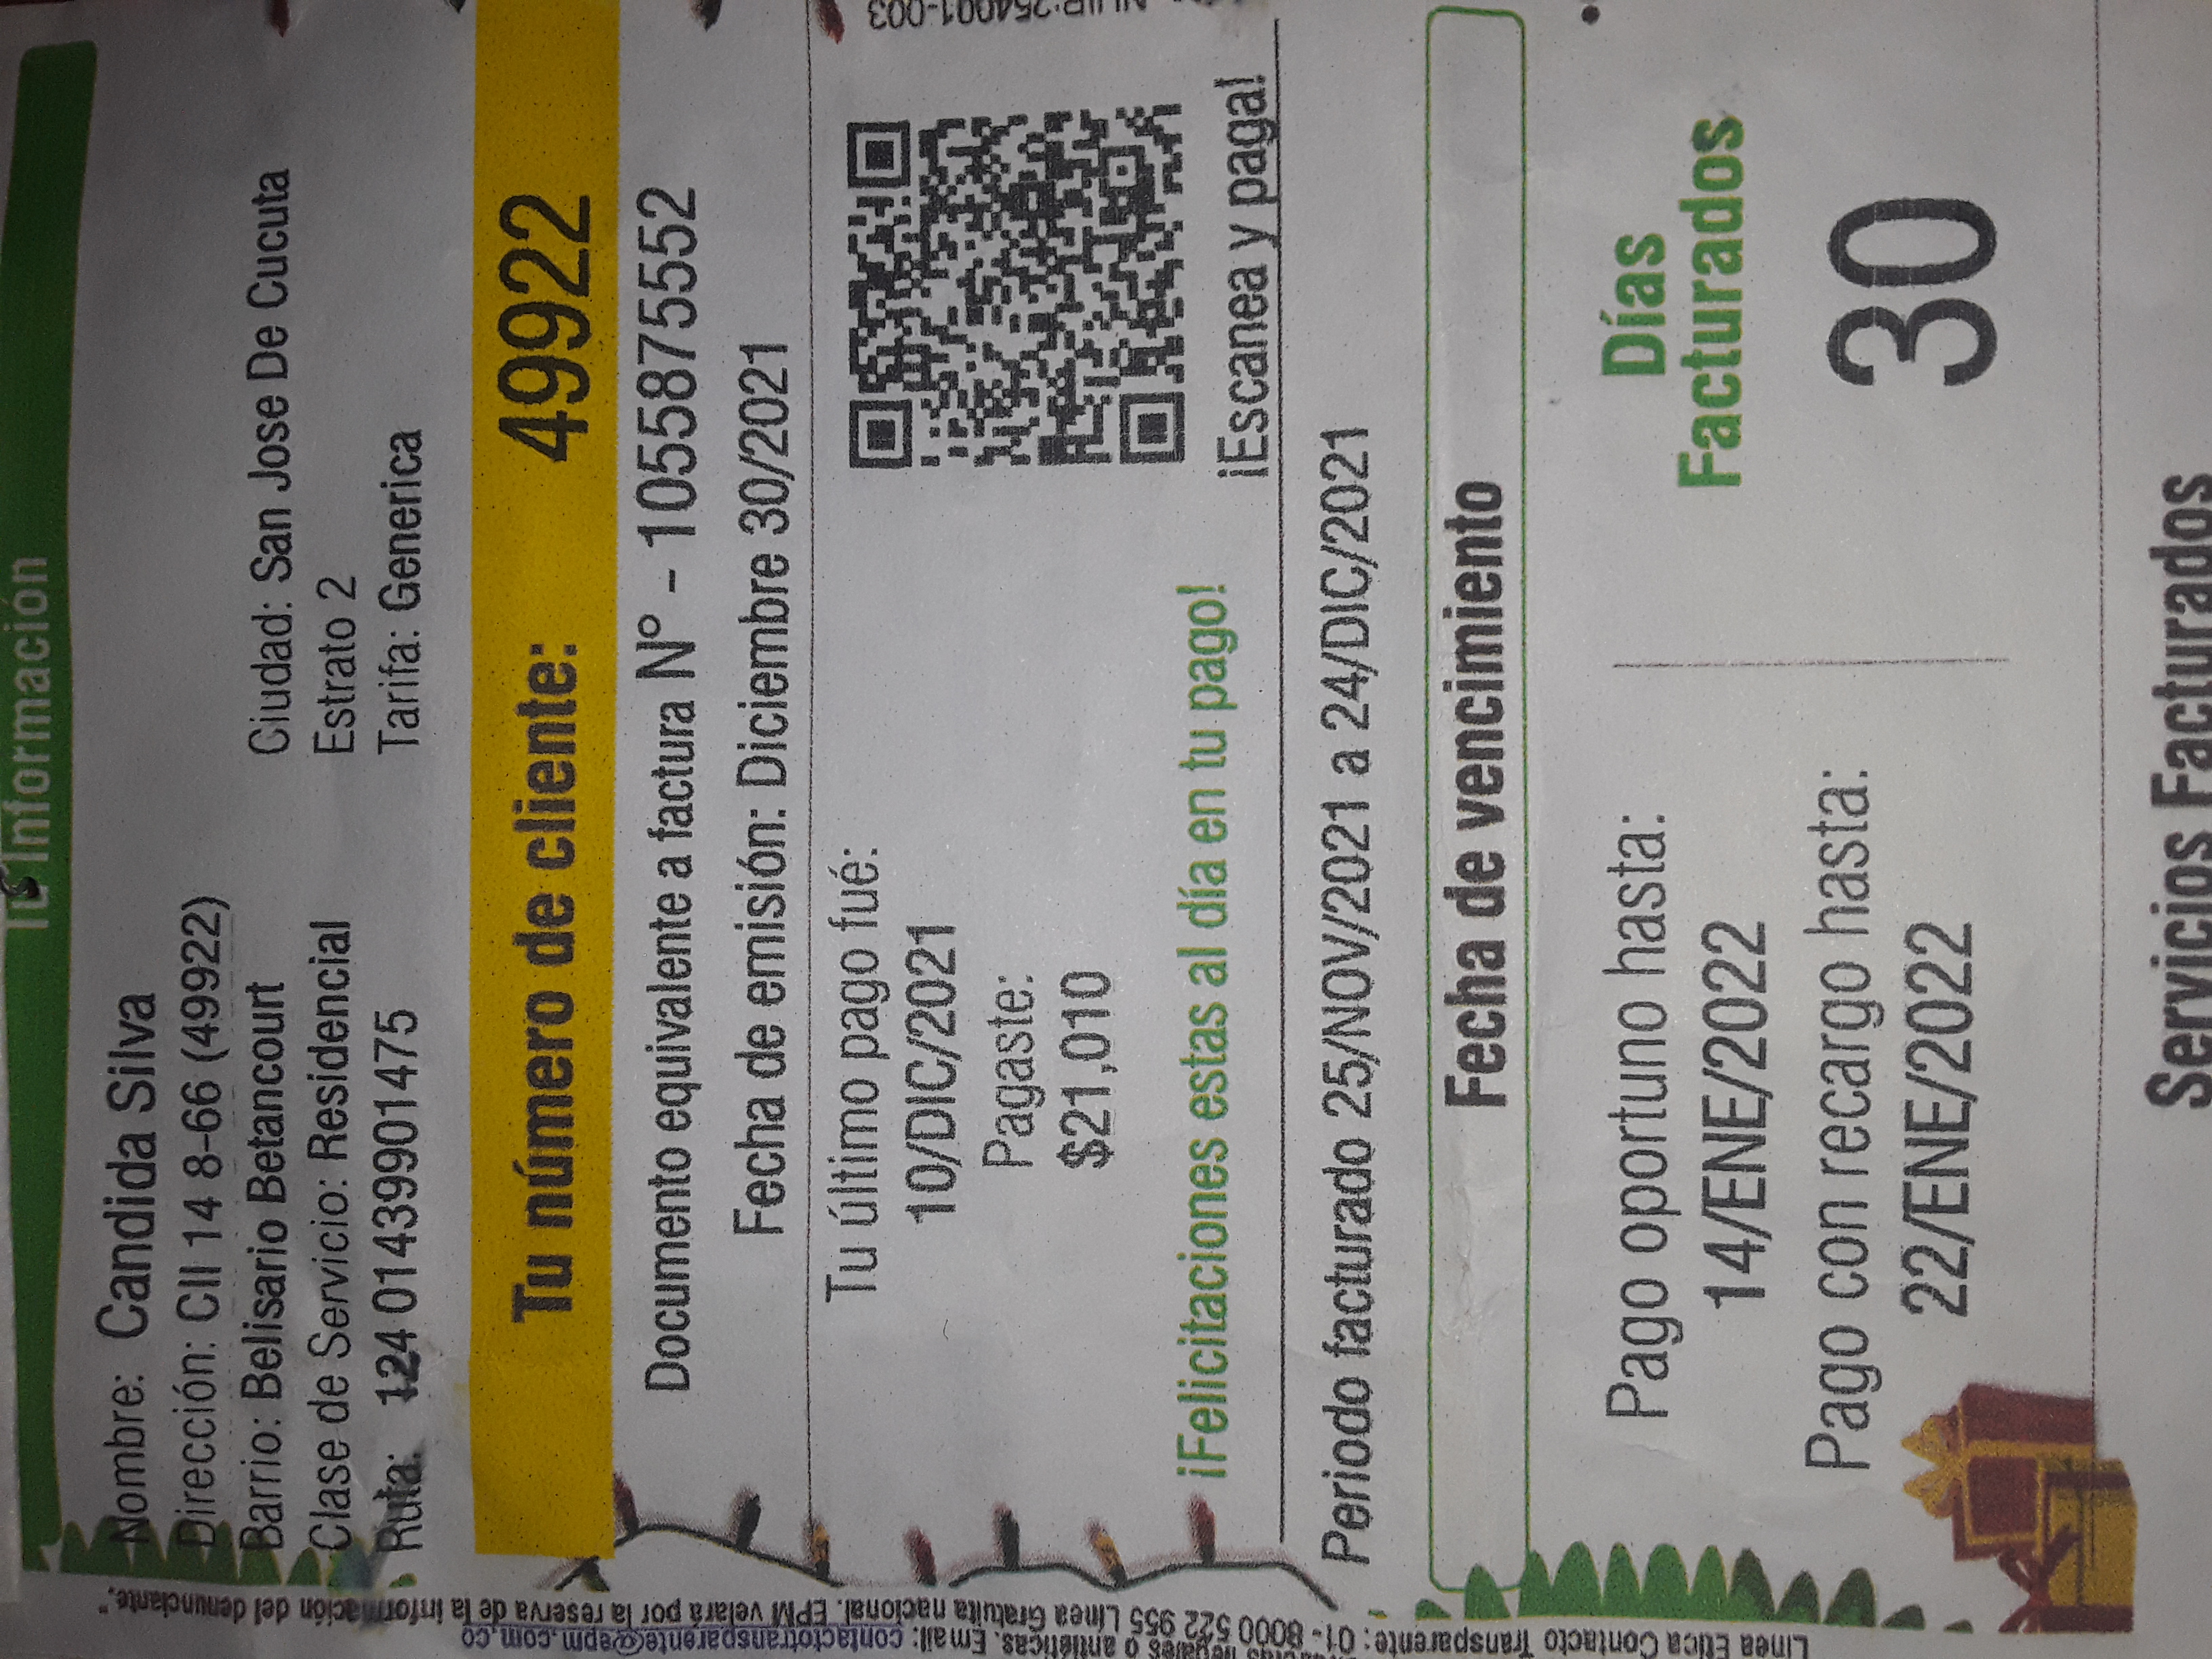 Tu Información
Nombre: Candida Silva
Dirección: Cll 14 8-66 (49922)
Barrio: Belisario Betancourt
Ciudad: San Jose De Cucuta
Clase de Servicio: Residencial
Estrato 2
Ruta: 124 01439901475
Tarifa: Generica
Tu número de cliente: 49922
Documento equivalente a factura N° - 1055875552
Fecha de emisión: Diciembre 30/2021
Tu último pago fué:
10/DIC/2021
Pagaste:
$21,010
¡Felicitaciones estas al día en tu pago!
¡Escanea y paga!
Periodo facturado 25/NOV/2021 a 24/DIC/2021
Fecha de vencimiento
Pago oportuno hasta:
14/ENE/2022
Pago con recargo hasta:
22/ENE/2022
Días
Facturados
30
Servicios Facturados
Linea Etica Contacto Transparente: 01- 8000 522 955 Línea Gratuita nacional. EPM velará por la reserva de la información del denunciante."
o antiéticas. Email: contactotransparente@epm.com.co
NUIR:254001-003